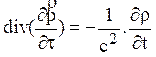 div(∂p/∂τ) = − 1/c² . ∂ρ/∂t